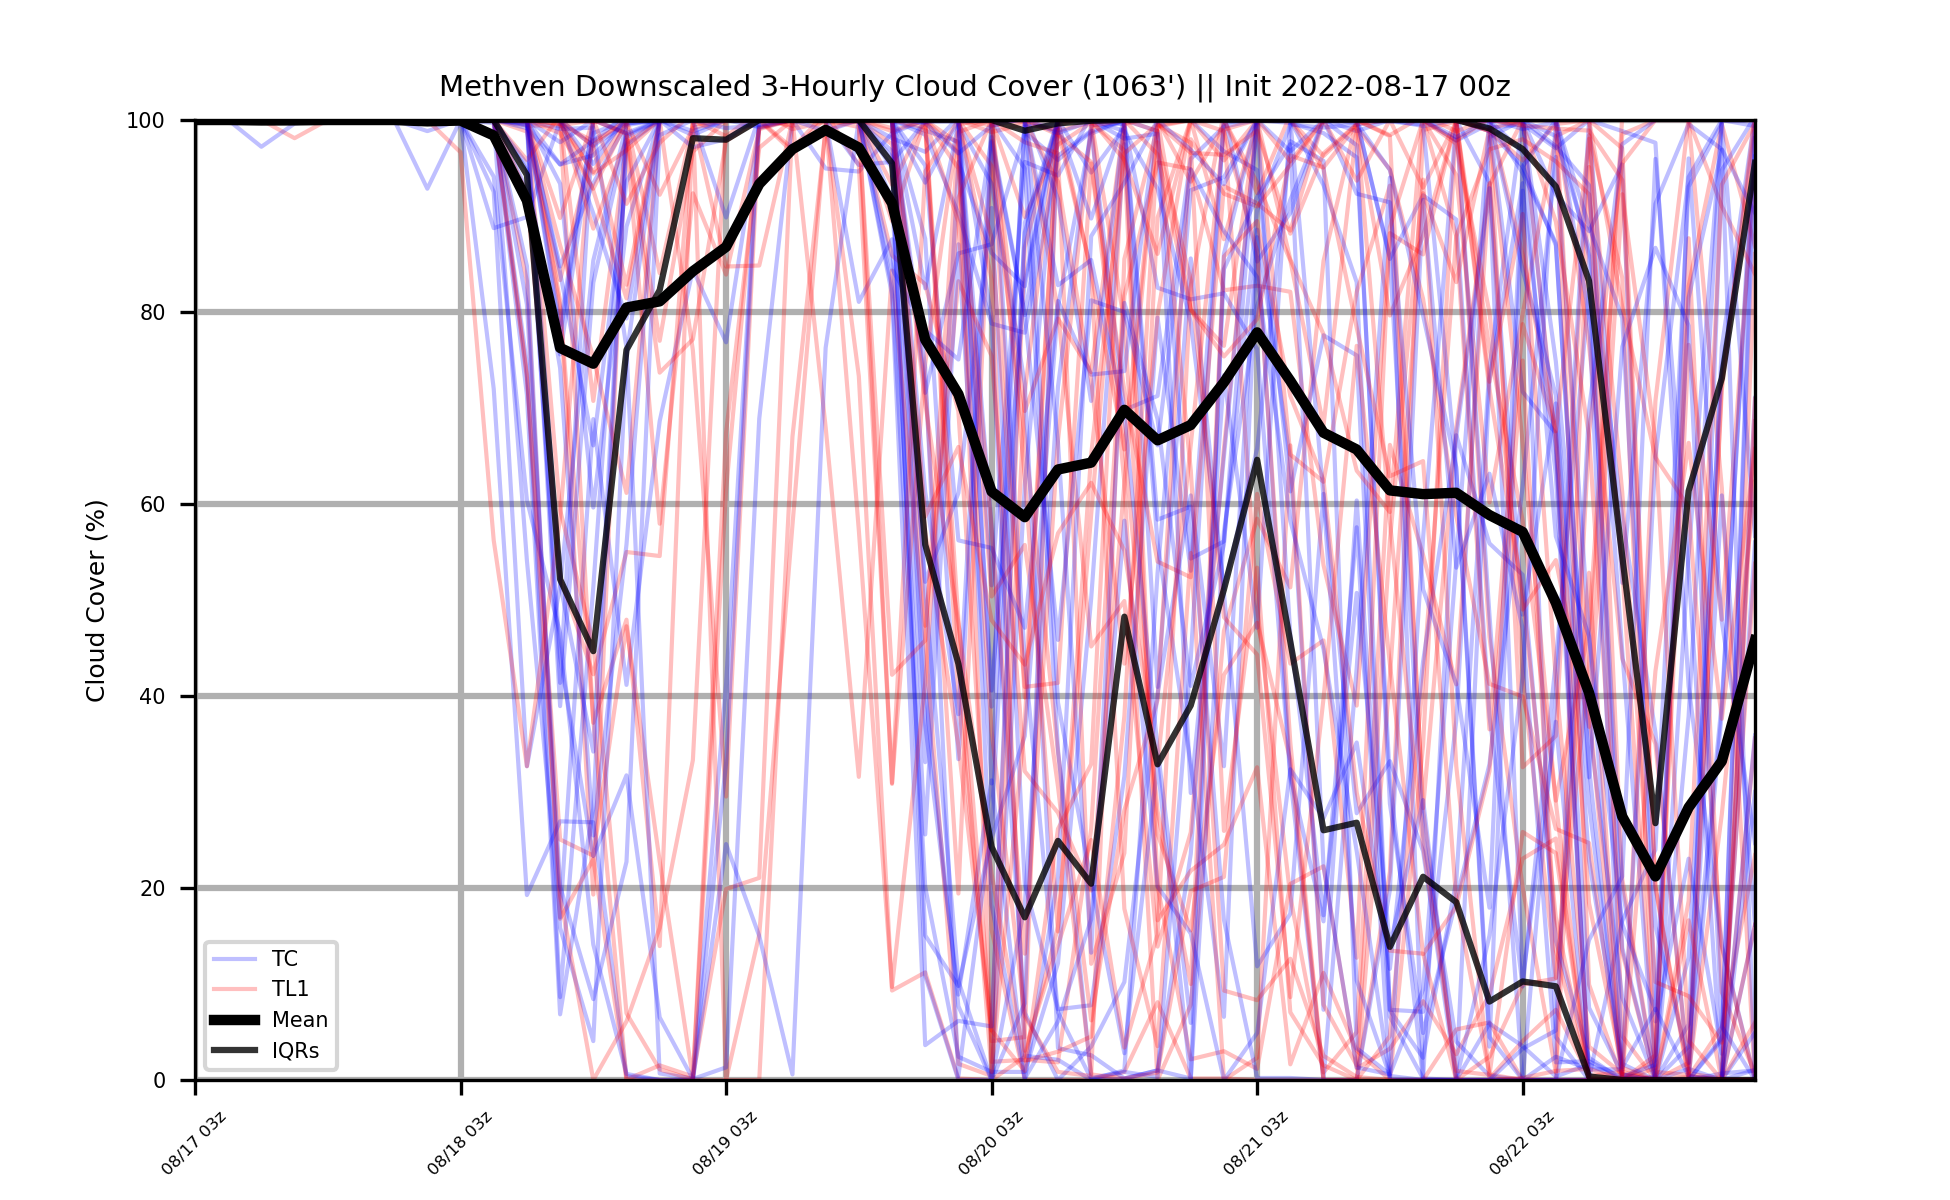 Methven Downscaled 3-Hourly Cloud Cover (1063') || Init 2022-08-17 00z
Cloud Cover (%)
100
80
60
40
20
0
TC
TL1
Mean
IQRs
08/17 03z
08/18 03z
08/19 03z
08/20 03z
08/21 03z
08/22 03z